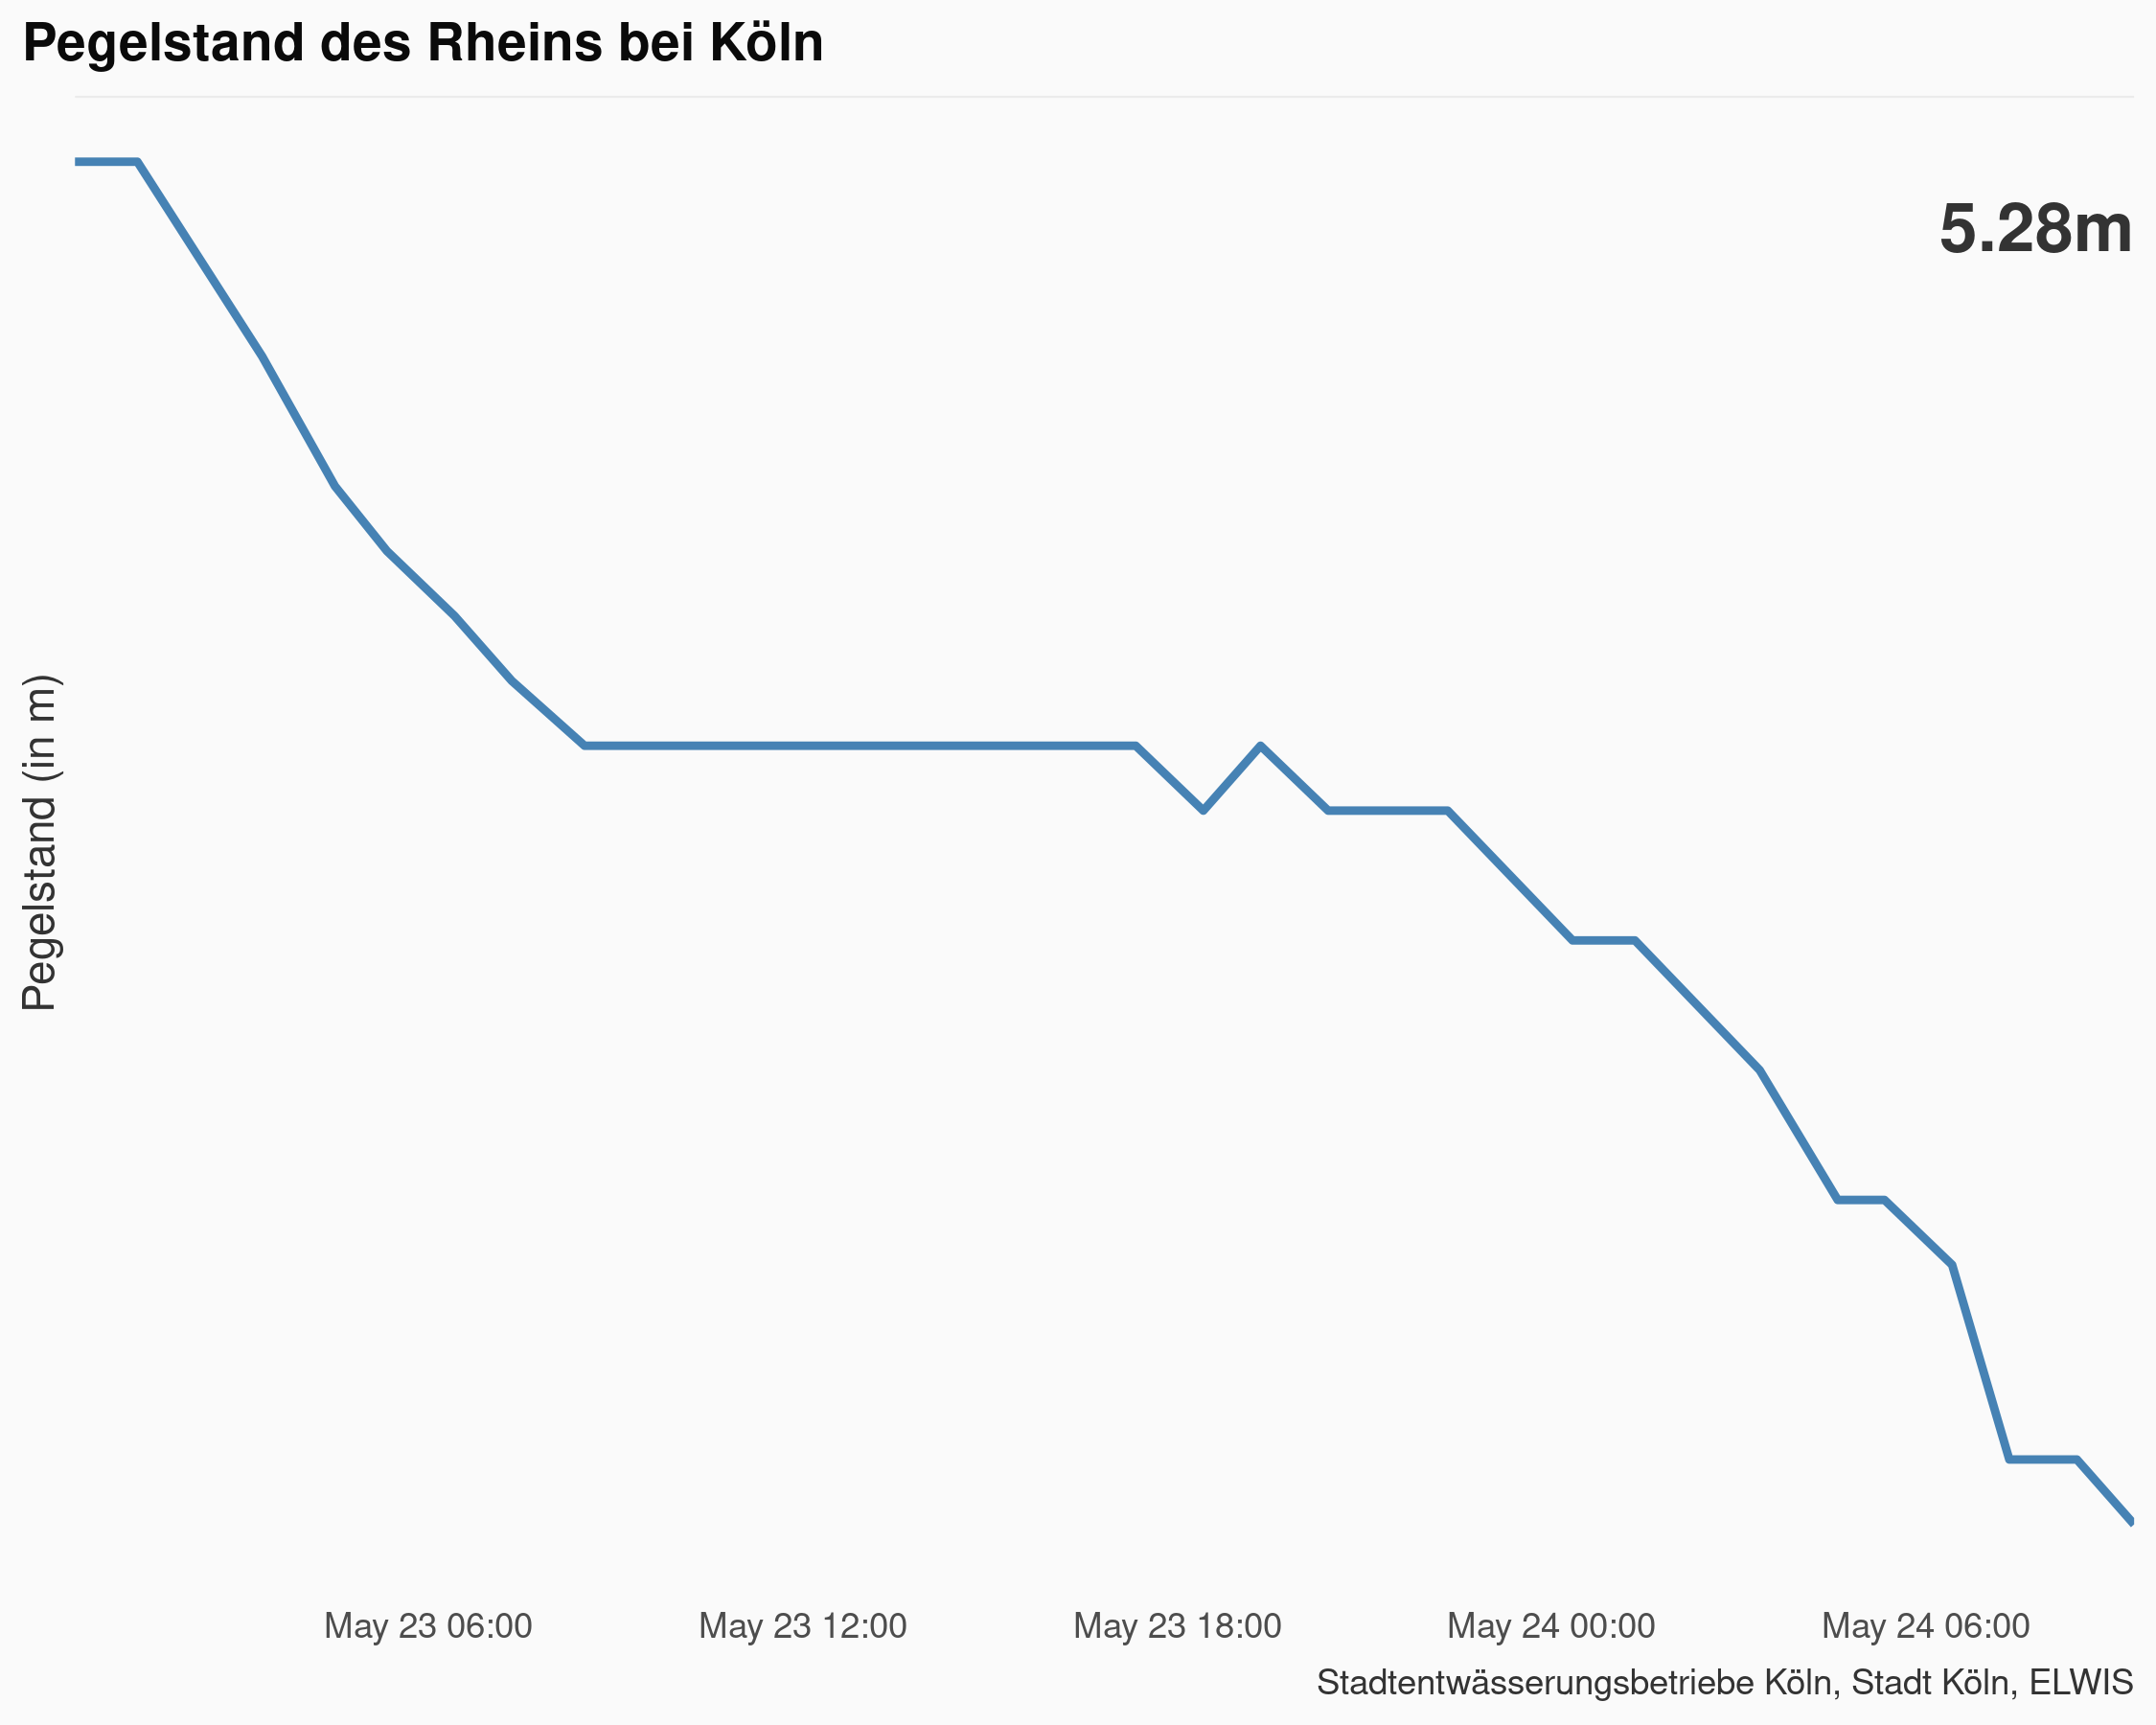 Pegelstand des Rheins bei Köln
5.28m
Pegelstand (in m)
May 23 06:00
May 23 12:00
May 23 18:00
May 24 00:00
May 24 06:00
Stadtentwässerungsbetriebe Köln, Stadt Köln, ELWIS